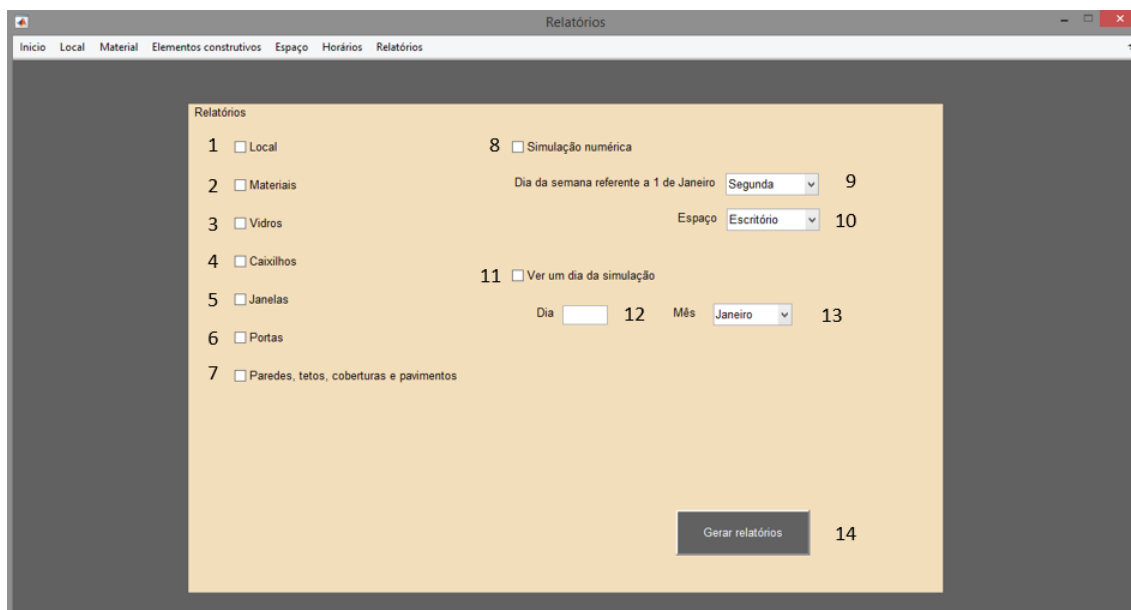 Relatórios
Inicio Local Material Elementos construtivos Espaço Horários Relatórios
Relatórios
1 Local
2 Materiais
3 Vidros
4 Caixilhos
5 Janelas
6 Portas
7 Paredes, tetos, coberturas e pavimentos
8 Simulação numérica
Dia da semana referente a 1 de Janeiro Segunda 9
Espaço Escritório 10
11 Ver um dia da simulação
Dia 12 Mês Janeiro 13
Gerar relatórios 14